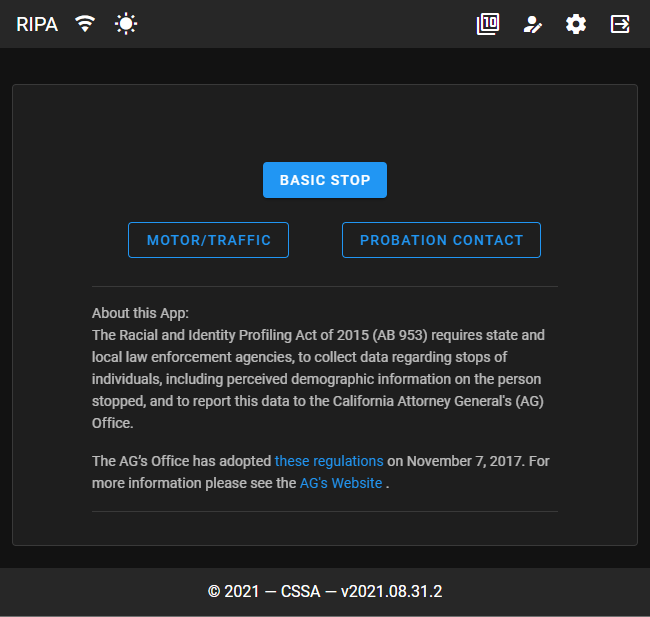 RIPA
10
BASIC STOP
MOTOR/TRAFFIC PROBATION CONTACT
About this App:
The Racial and Identity Profiling Act of 2015 (AB 953) requires state and
local law enforcement agencies, to collect data regarding stops of
individuals, including perceived demographic information on the person
stopped, and to report this data to the California Attorney General's (AG)
Office.
The AG’s Office has adopted these regulations on November 7, 2017. For
more information please see the AG's Website .
© 2021 — CSSA — v2021.08.31.2